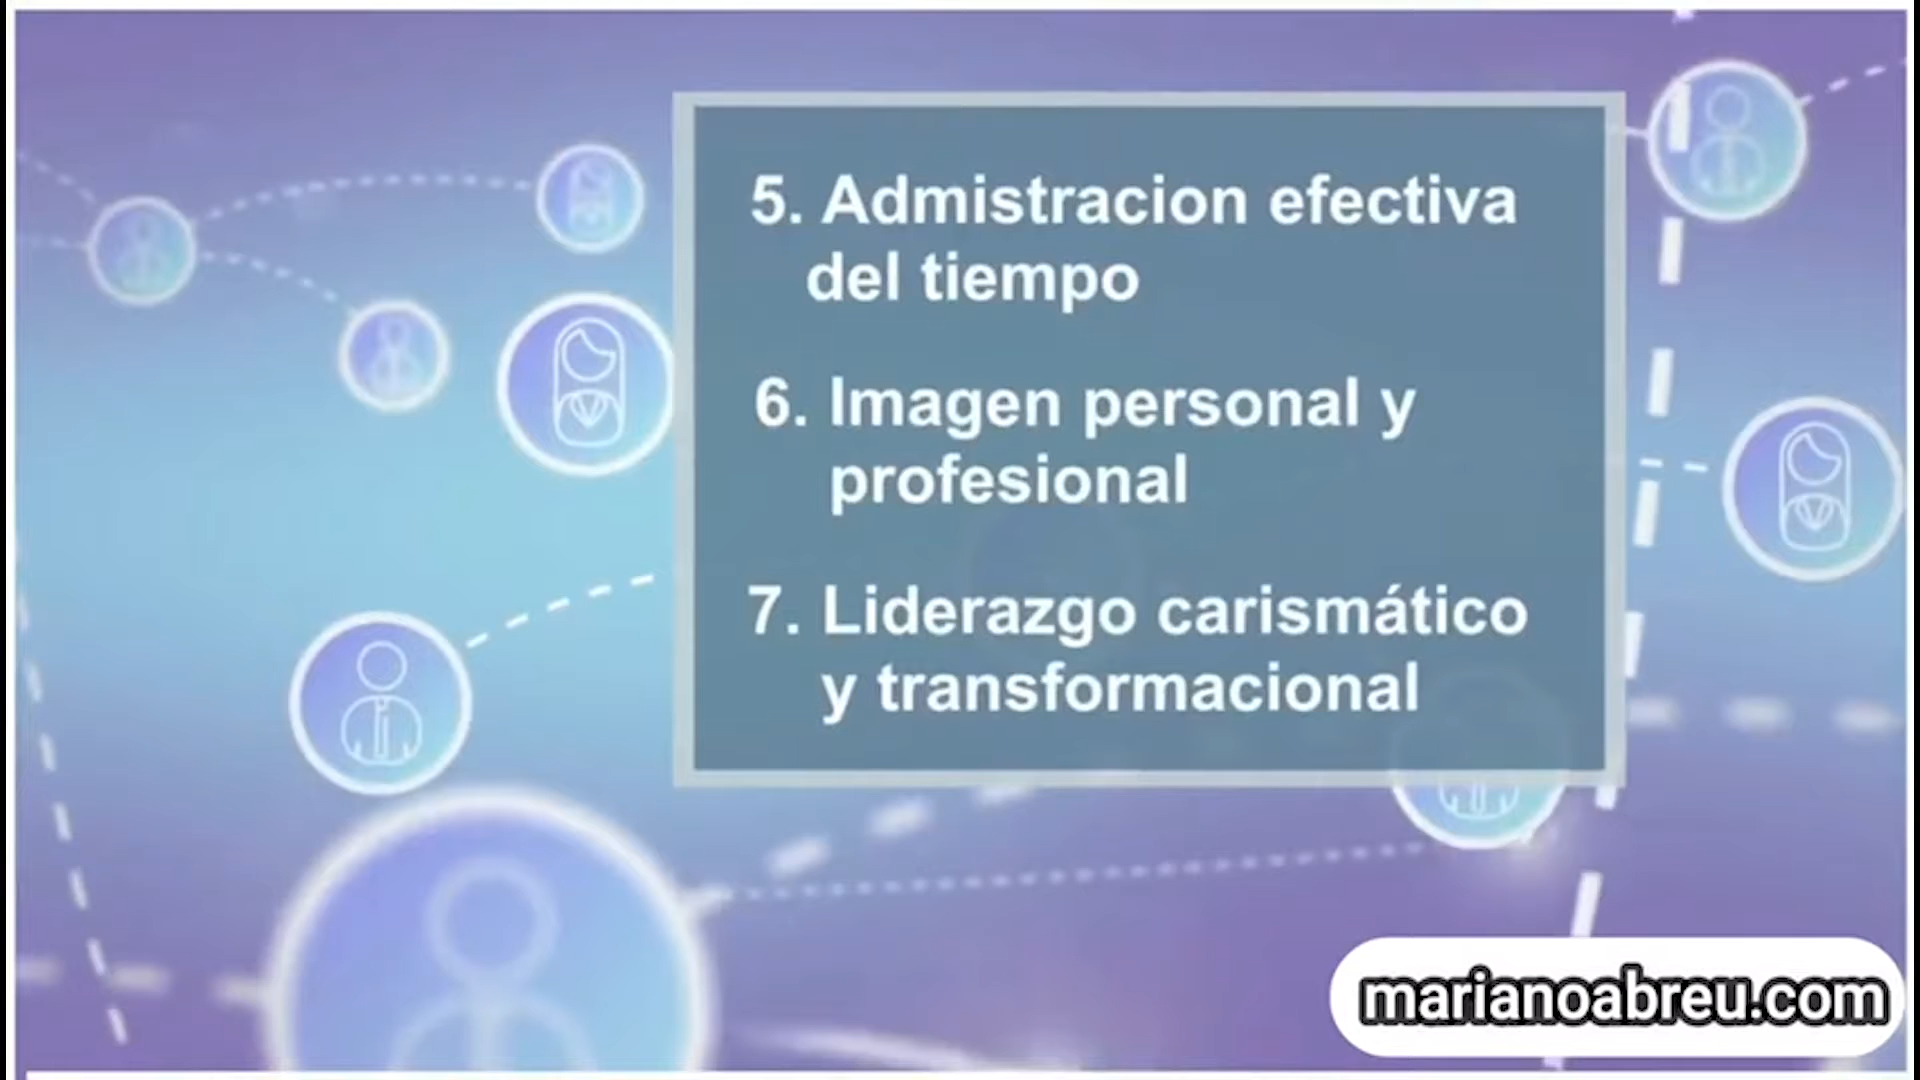 5. Admistracion efectiva
del tiempo
6. Imagen personal y
profesional
7. Liderazgo carismático
y transformacional
marianoabreu.com